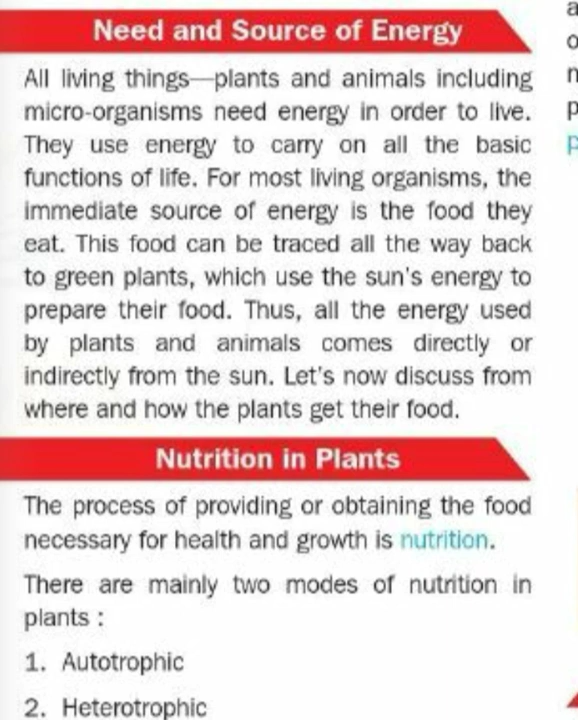 Need and Source of Energy
All living things—plants and animals including
micro-organisms need energy in order to live.
They use energy to carry on all the basic
functions of life. For most living organisms, the
immediate source of energy is the food they
eat. This food can be traced all the way back
to green plants, which use the sun's energy to
prepare their food. Thus, all the energy used
by plants and animals comes directly or
indirectly from the sun. Let's now discuss from
where and how the plants get their food.
Nutrition in Plants
The process of providing or obtaining the food
necessary for health and growth is nutrition.
There are mainly two modes of nutrition in
plants :
1. Autotrophic
2. Heterotrophic